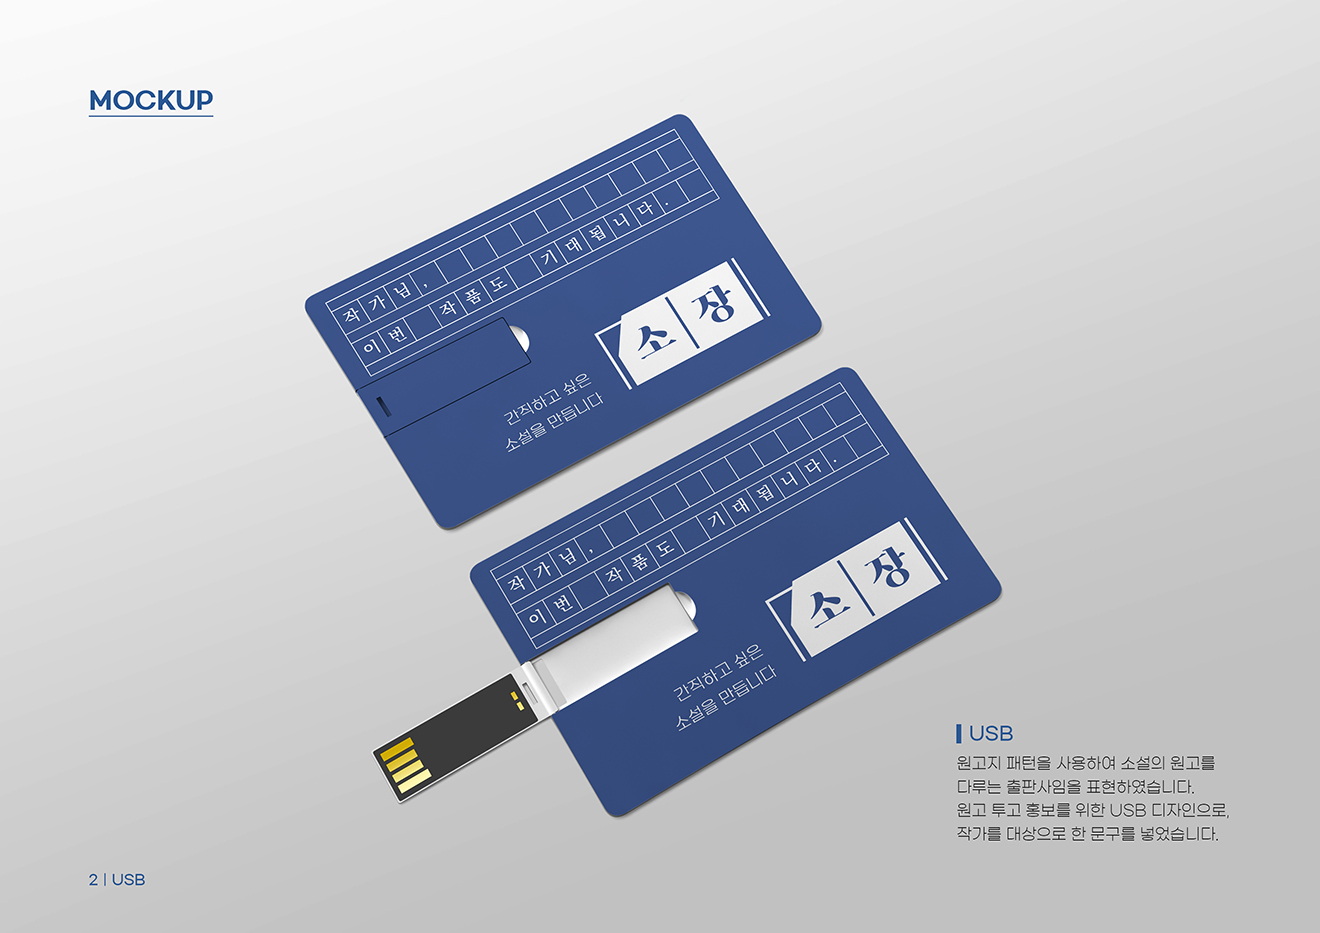 MOCKUP
작가님,
이번 작품도 기대됩니다.
소장
간직하고 싶은
소설을 만듭니다
작가님,
이번 작품도 기대됩니다.
소장
간직하고 싶은
소설을 만듭니다
USB
원고지 패턴을 사용하여 소설의 원고를
다루는 출판사임을 표현하였습니다.
원고 투고 홍보를 위한 USB 디자인으로,
작가를 대상으로 한 문구를 넣었습니다.
2 | USB